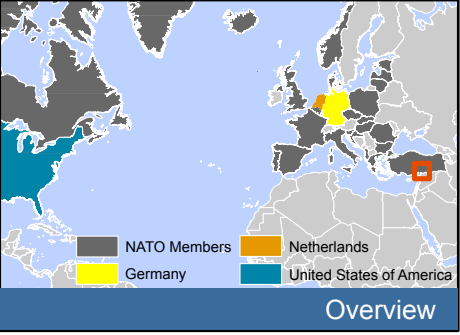 NATO Members
Netherlands
Germany
United States of America
Overview